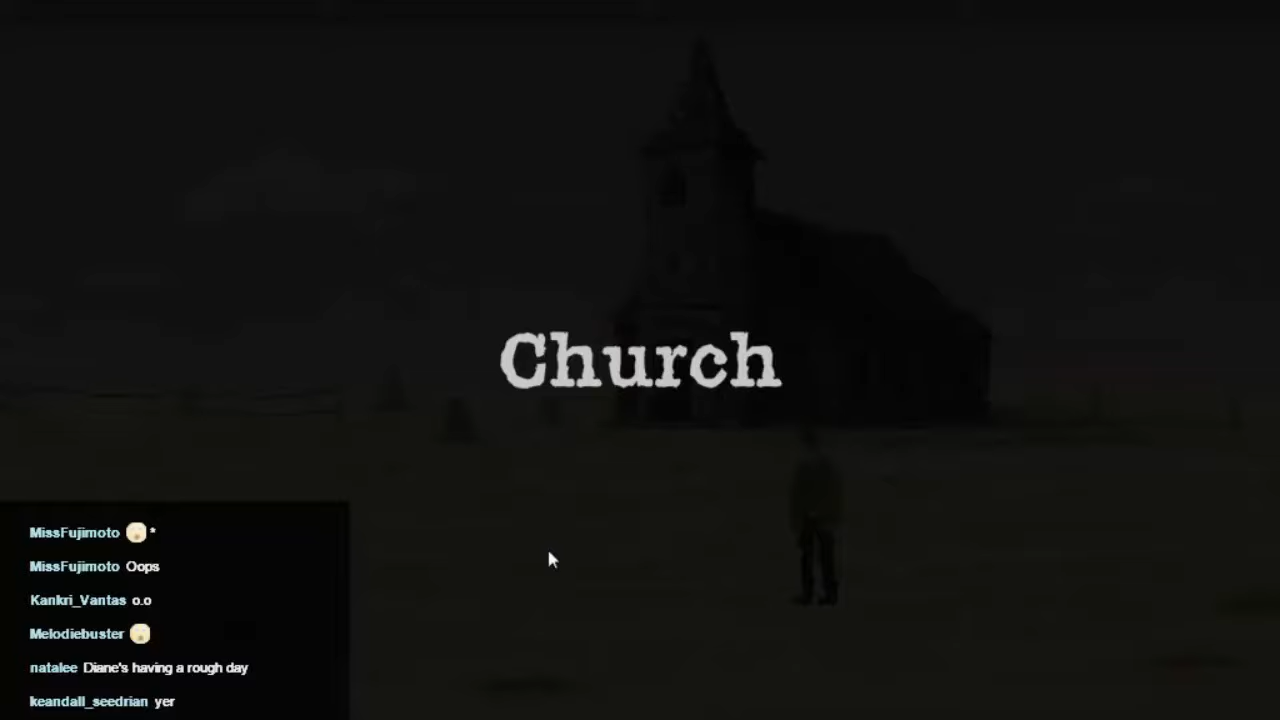 Church
MissFujimoto *
MissFujimoto Oops
Kankri_Vantas o.o
Melodiebuster
natalee Diane's having a rough day
keandall_seedrian yer